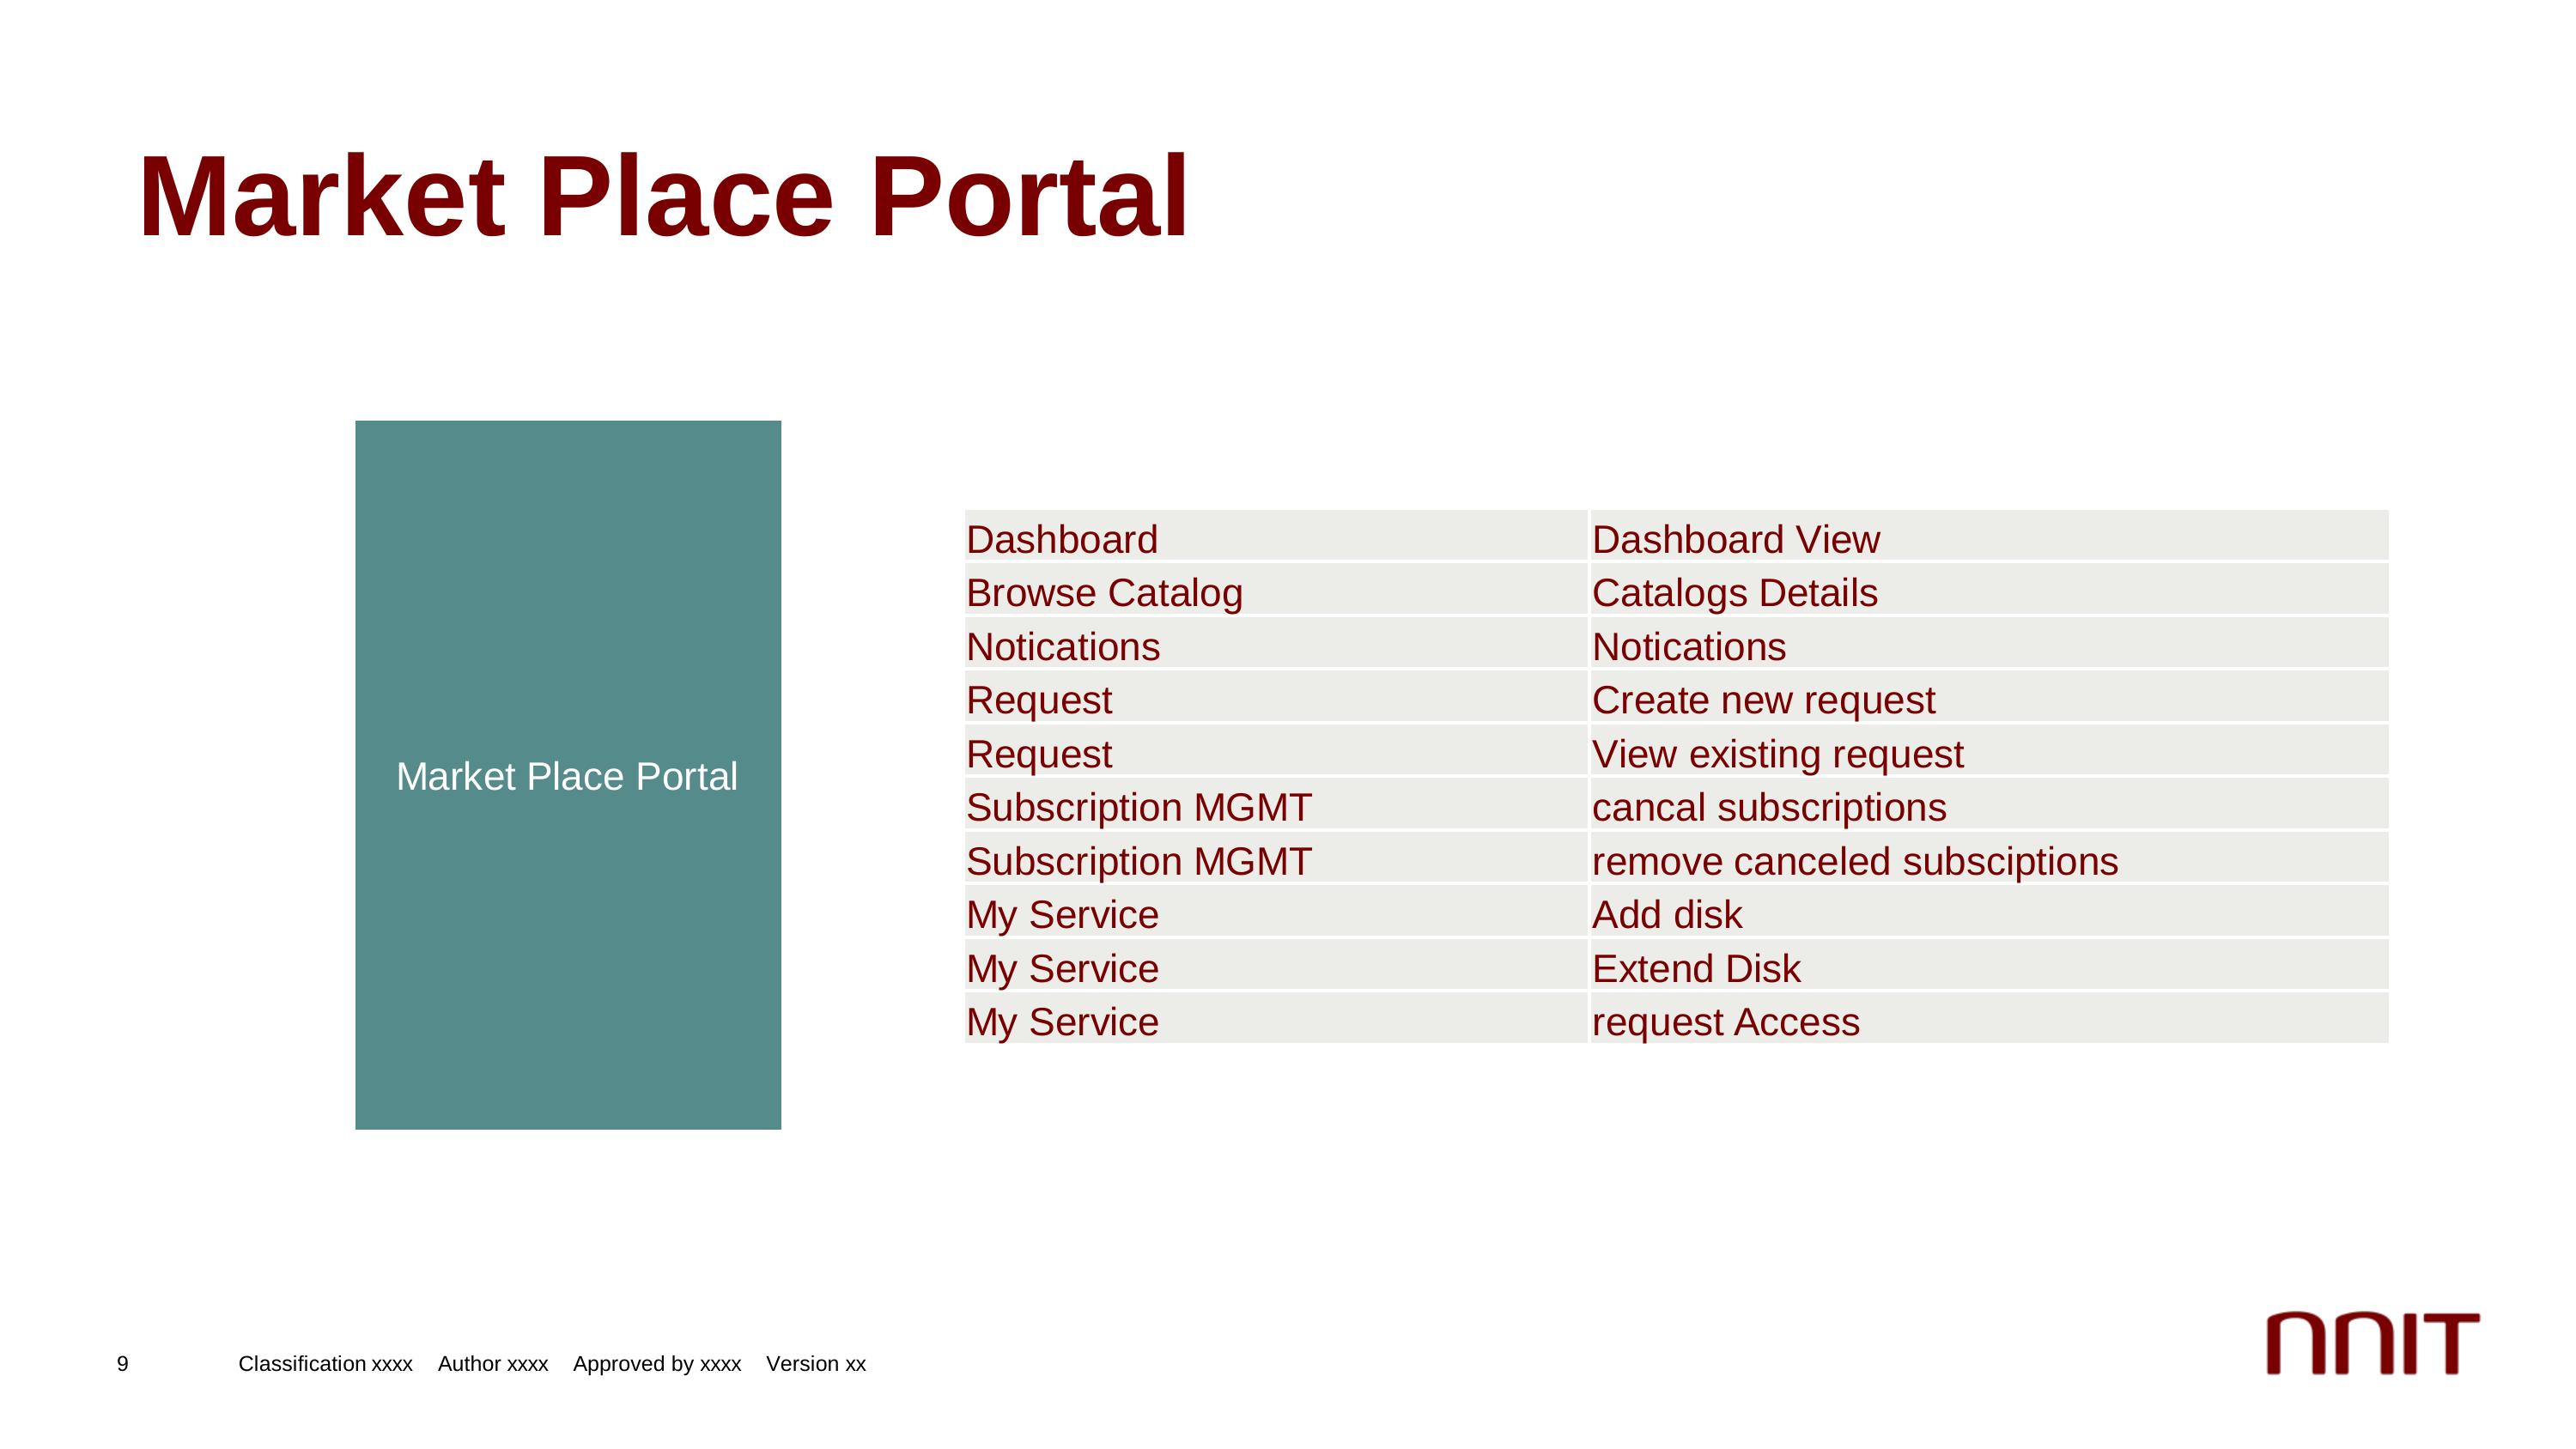 Market Place Portal
Market Place Portal
Dashboard Dashboard View
Browse Catalog Catalogs Details
Notications Notications
Request Create new request
Request View existing request
Subscription MGMT cancal subscriptions
Subscription MGMT remove canceled subsciptions
My Service Add disk
My Service Extend Disk
My Service request Access
9 Classification xxxx Author xxxx Approved by xxxx Version xx
nnit